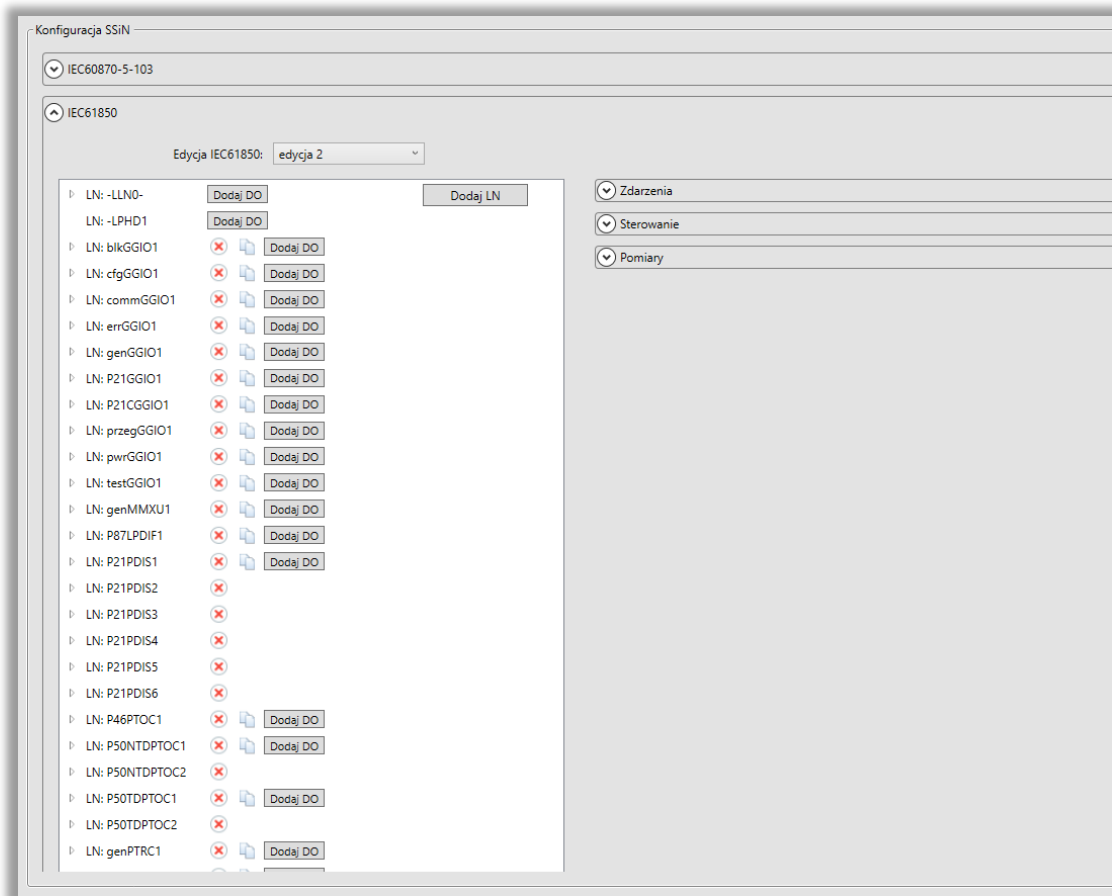 Konfiguracja SSiN
IEC60870-5-103
IEC61850
Edycja IEC61850: edycja 2
LN: -LLN0- Dodaj DO Dodaj LN
LN: -LPHD1 Dodaj DO
LN: blkGGIO1 Dodaj DO
LN: cfgGGIO1 Dodaj DO
LN: commGGIO1 Dodaj DO
LN: errGGIO1 Dodaj DO
LN: genGGIO1 Dodaj DO
LN: P21GGIO1 Dodaj DO
LN: P21CGGIO1 Dodaj DO
LN: przegGGIO1 Dodaj DO
LN: pwrGGIO1 Dodaj DO
LN: testGGIO1 Dodaj DO
LN: genMMXU1 Dodaj DO
LN: P87LPDIF1 Dodaj DO
LN: P21PDIS1 Dodaj DO
LN: P21PDIS2
LN: P21PDIS3
LN: P21PDIS4
LN: P21PDIS5
LN: P21PDIS6
LN: P46PTOC1 Dodaj DO
LN: P50NTDPTOC1 Dodaj DO
LN: P50NTDPTOC2
LN: P50TDPTOC1 Dodaj DO
LN: P50TDPTOC2
LN: genPTRC1 Dodaj DO
Zdarzenia
Sterowanie
Pomiary